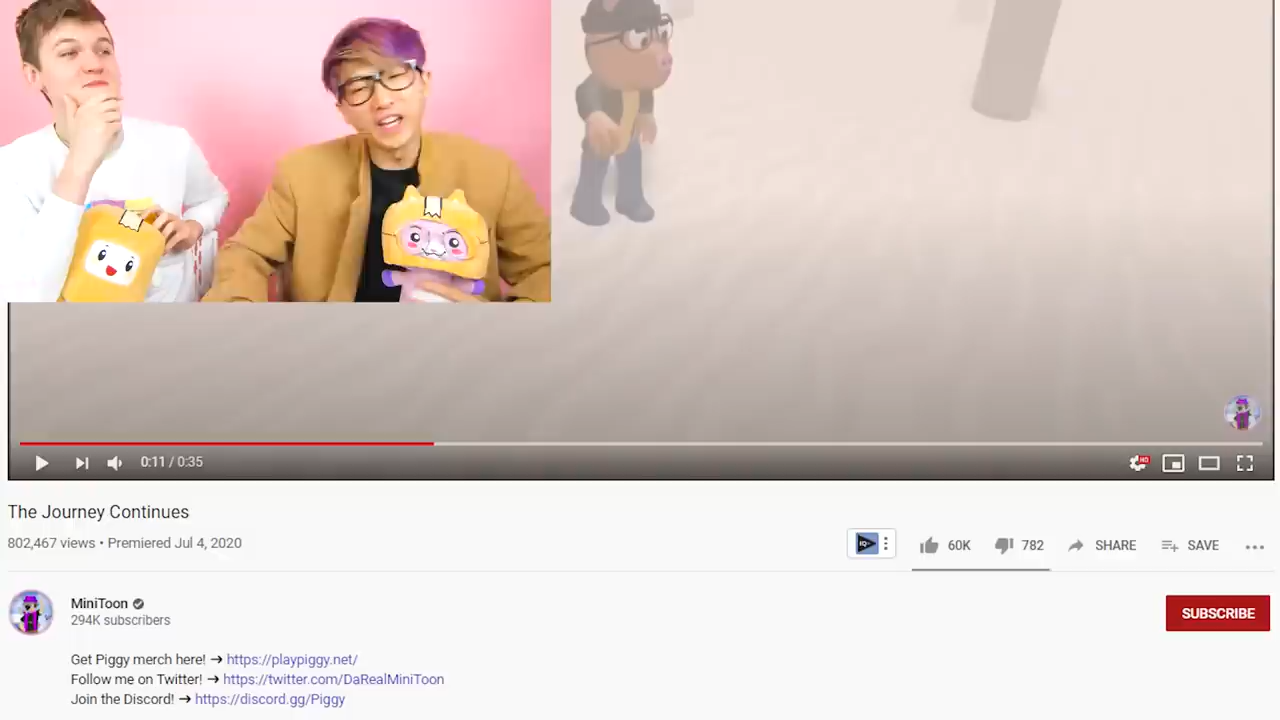 0:11 / 0:35
HD
The Journey Continues
802,467 views • Premiered Jul 4, 2020
IQ
60K
782
SHARE
SAVE
MiniToon
294K subscribers
SUBSCRIBE
Get Piggy merch here! ➔ https://playpiggy.net/
Follow me on Twitter! ➔ https://twitter.com/DaRealMiniToon
Join the Discord! ➔ https://discord.gg/Piggy